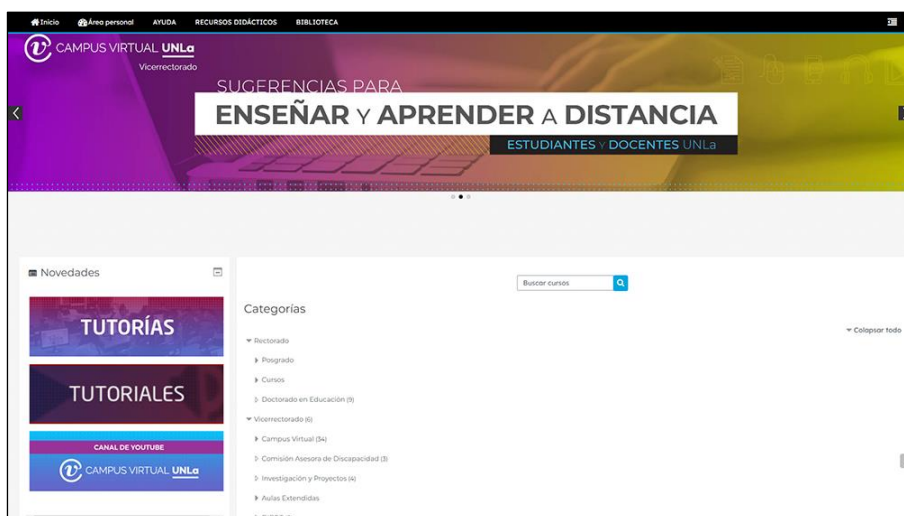 Inicio Área personal AYUDA RECURSOS DIDÁCTICOS BIBLIOTECA
CAMPUS VIRTUAL UNLa
Vicerrectorado
SUGERENCIAS PARA
ENSEÑAR Y APRENDER A DISTANCIA
ESTUDIANTES Y DOCENTES UNLa
Novedades
TUTORÍAS
TUTORIALES
CANAL DE YOUTUBE
CAMPUS VIRTUAL UNLa
Buscar cursos
Categorías
Colapsar todo
Rectorado
Posgrado
Cursos
Doctorado en Educación (9)
Vicerrectorado (6)
Campus Virtual (34)
Comisión Asesora de Discapacidad (3)
Investigación y Proyectos (4)
Aulas Extendidas